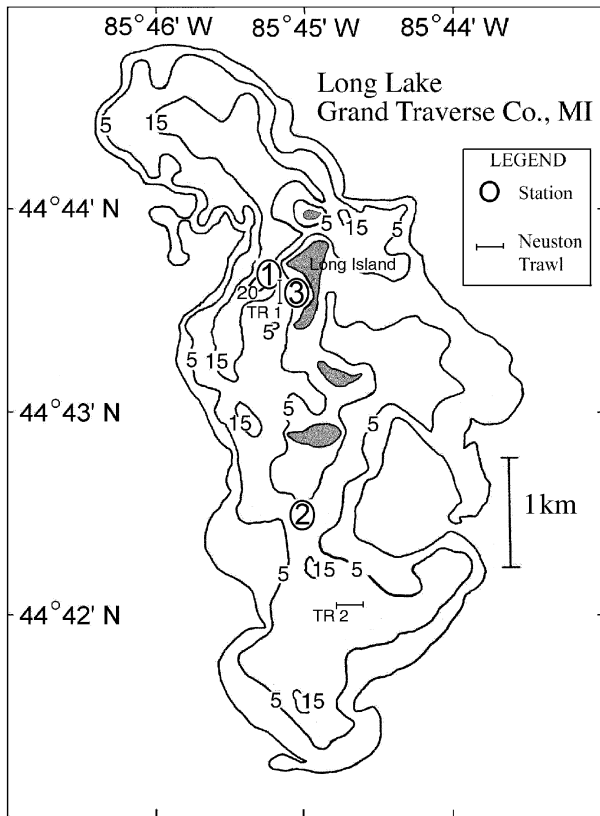 85°46' W 85°45' W 85°44' W
Long Lake
Grand Traverse Co., MI
5
15
LEGEND
Station
Neuston
Trawl
44°44' N
5 15 5
Long Island
1
20 3
TR 1
5
5 15
44°43' N
15 5 5
2
1km
5 15 5
44°42' N
TR 2
5 15